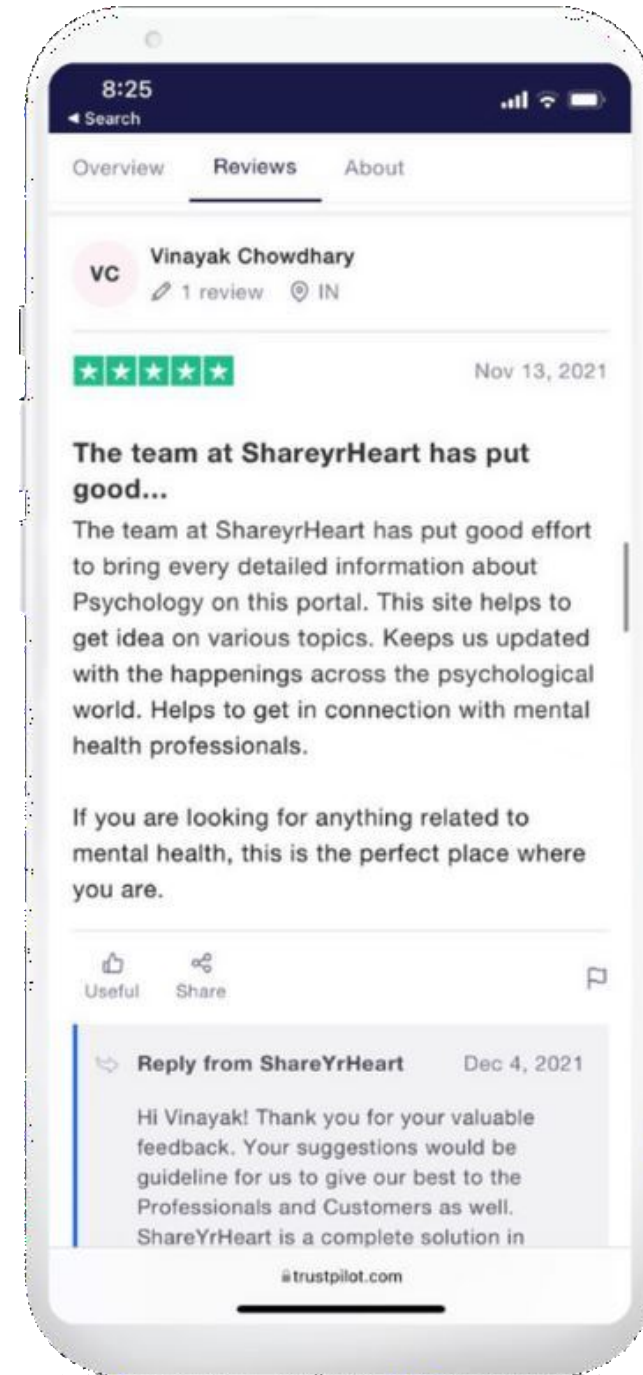 8:25
◀ Search
Overview Reviews About
VC
Vinayak Chowdhary
1 review IN
Nov 13, 2021
The team at ShareyrHeart has put
good...
The team at ShareyrHeart has put good effort
to bring every detailed information about
Psychology on this portal. This site helps to
get idea on various topics. Keeps us updated
with the happenings across the psychological
world. Helps to get in connection with mental
health professionals.
If you are looking for anything related to
mental health, this is the perfect place where
you are.
Useful Share
Reply from ShareYrHeart Dec 4, 2021
Hi Vinayak! Thank you for your valuable
feedback. Your suggestions would be
guideline for us to give our best to the
Professionals and Customers as well.
ShareYrHeart is a complete solution in
trustpilot.com